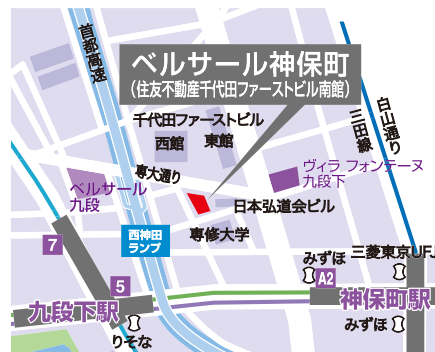 首都高速
ベルサール神保町
(住友不動産千代田ファーストビル南館)
千代田ファーストビル
西館
東館
白山通り
三田線
専大通り
ヴィラフォンテーヌ
九段下
ベルサール
九段
日本弘道会ビル
専修大学
西神田
ランプ
7
5
みずほ
三菱東京UFJ
A2
九段下駅
神保町駅
りそな
みずほ